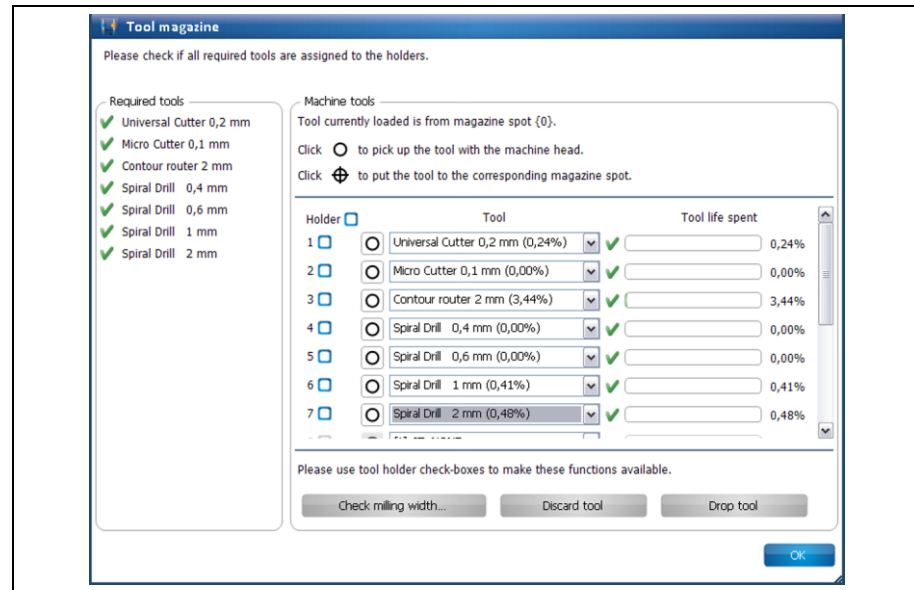 Tool magazine
Please check if all required tools are assigned to the holders.
Required tools
Universal Cutter 0,2 mm
Micro Cutter 0,1 mm
Contour router 2 mm
Spiral Drill 0,4 mm
Spiral Drill 0,6 mm
Spiral Drill 1 mm
Spiral Drill 2 mm
Machine tools
Tool currently loaded is from magazine spot {0}.
Click to pick up the tool with the machine head.
Click to put the tool to the corresponding magazine spot.
Holder Tool Tool life spent
1 Universal Cutter 0,2 mm (0,24%) 0,24%
2 Micro Cutter 0,1 mm (0,00%) 0,00%
3 Contour router 2 mm (3,44%) 3,44%
4 Spiral Drill 0,4 mm (0,00%) 0,00%
5 Spiral Drill 0,6 mm (0,00%) 0,00%
6 Spiral Drill 1 mm (0,41%) 0,41%
7 Spiral Drill 2 mm (0,48%) 0,48%
Please use tool holder check-boxes to make these functions available.
Check milling width... Discard tool Drop tool
OK